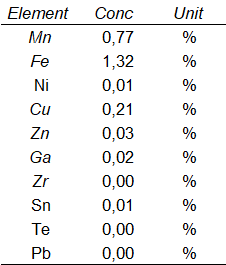 Element Conc Unit
Mn 0,77 %
Fe 1,32 %
Ni 0,01 %
Cu 0,21 %
Zn 0,03 %
Ga 0,02 %
Zr 0,00 %
Sn 0,01 %
Te 0,00 %
Pb 0,00 %